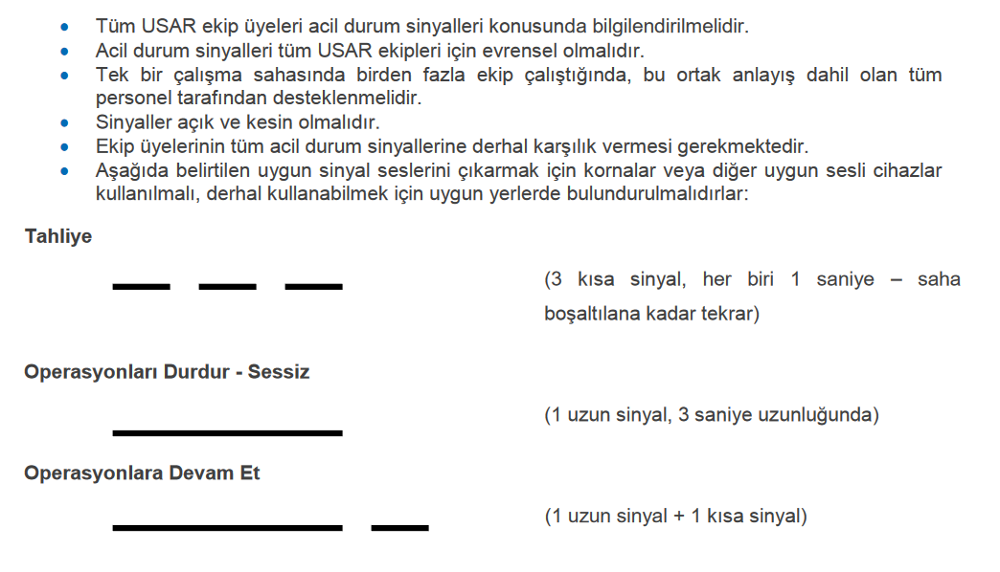 • Tüm USAR ekip üyeleri acil durum sinyalleri konusunda bilgilendirilmelidir.
• Acil durum sinyalleri tüm USAR ekipleri için evrensel olmalıdır.
• Tek bir çalışma sahasında birden fazla ekip çalıştığında, bu ortak anlayış dahil olan tüm
personel tarafından desteklenmelidir.
• Sinyaller açık ve kesin olmalıdır.
• Ekip üyelerinin tüm acil durum sinyallerine derhal karşılık vermesi gerekmektedir.
• Aşağıda belirtilen uygun sinyal seslerini çıkarmak için kornalar veya diğer uygun sesli cihazlar
kullanılmalı, derhal kullanabilmek için uygun yerlerde bulundurulmalıdırlar:
Tahliye
(3 kısa sinyal, her biri 1 saniye – saha
boşaltılana kadar tekrar)
Operasyonları Durdur - Sessiz
(1 uzun sinyal, 3 saniye uzunluğunda)
Operasyonlara Devam Et
(1 uzun sinyal + 1 kısa sinyal)